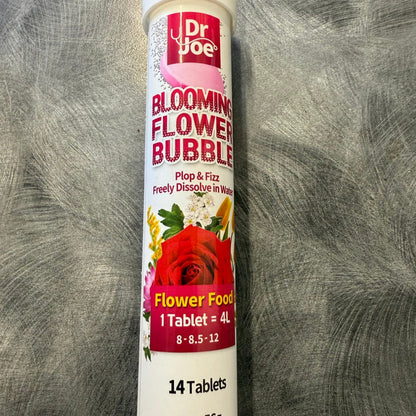 Dr
Joe
BLOOMING
FLOWER
BUBBLE
Plop & Fizz
Freely Dissolve in Water
Flower Food
1 Tablet = 4L
8-8.5-12
14 Tablets